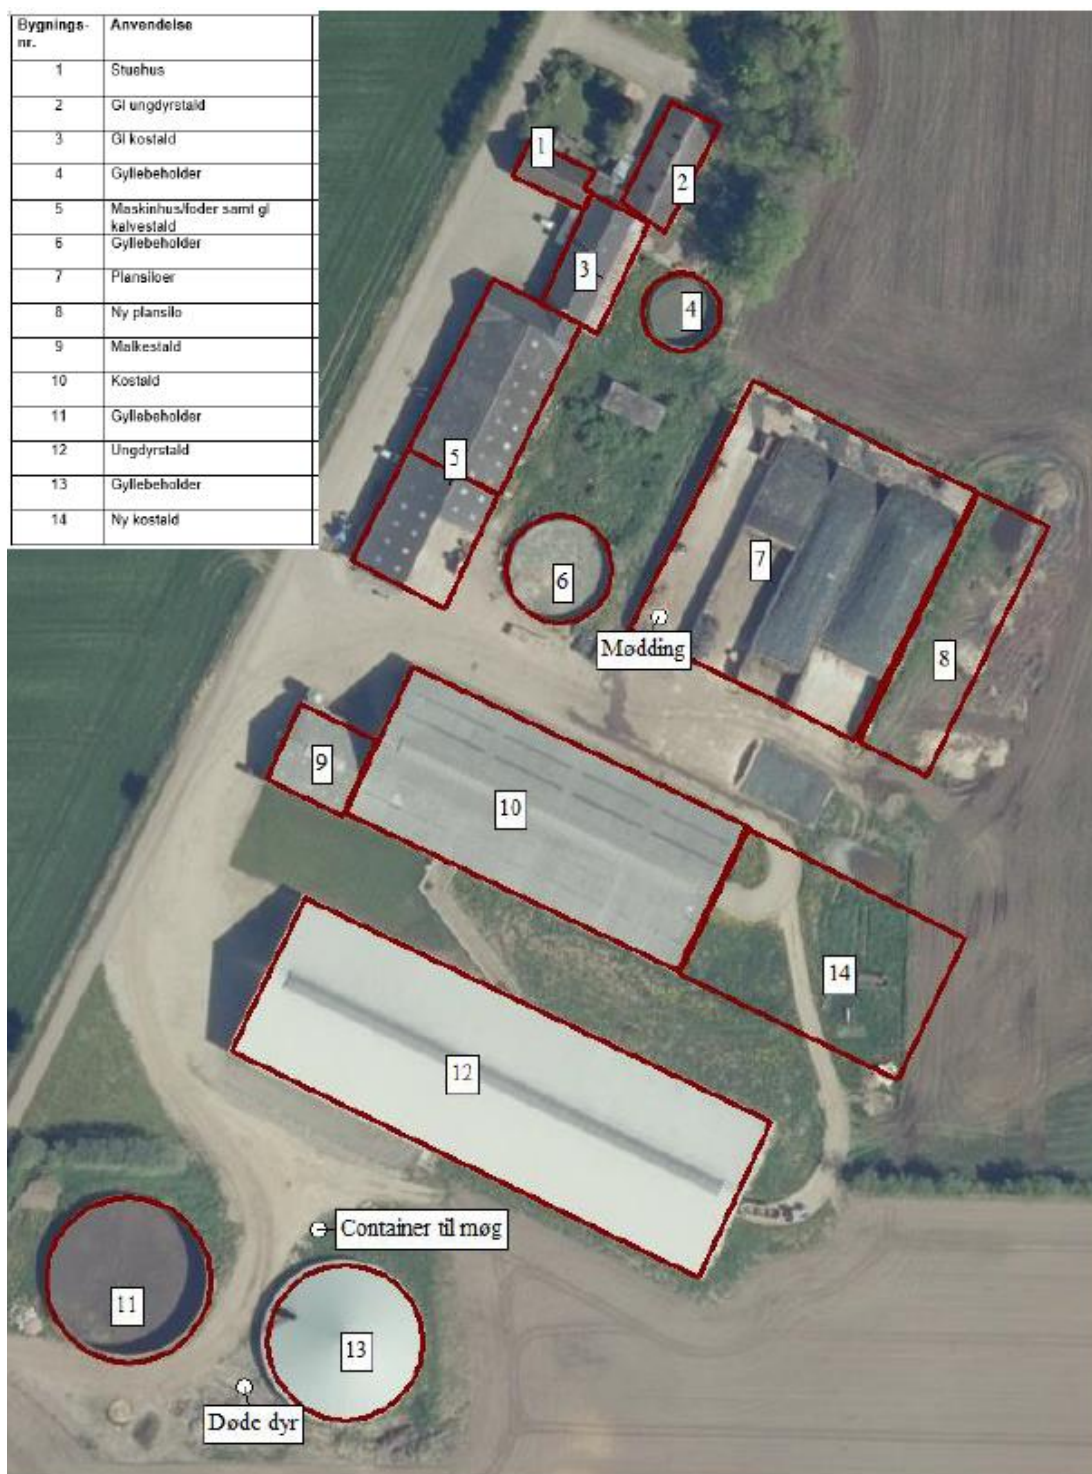 Bygnings-nr. Anvendelse
1 Stuehus
2 Gl ungdyrstald
3 Gl kostald
4 Gyllebeholder
5 Maskinhus/foder samt gl
kalvestald
6 Gyllebeholder
7 Plansiloer
8 Ny plansilo
9 Malkestald
10 Kostald
11 Gyllebeholder
12 Ungdyrstald
13 Gyllebeholder
14 Ny kostald
1
2
3
4
5
6
7
Mødding
8
9
10
14
12
Container til møg
11
13
Døde dyr